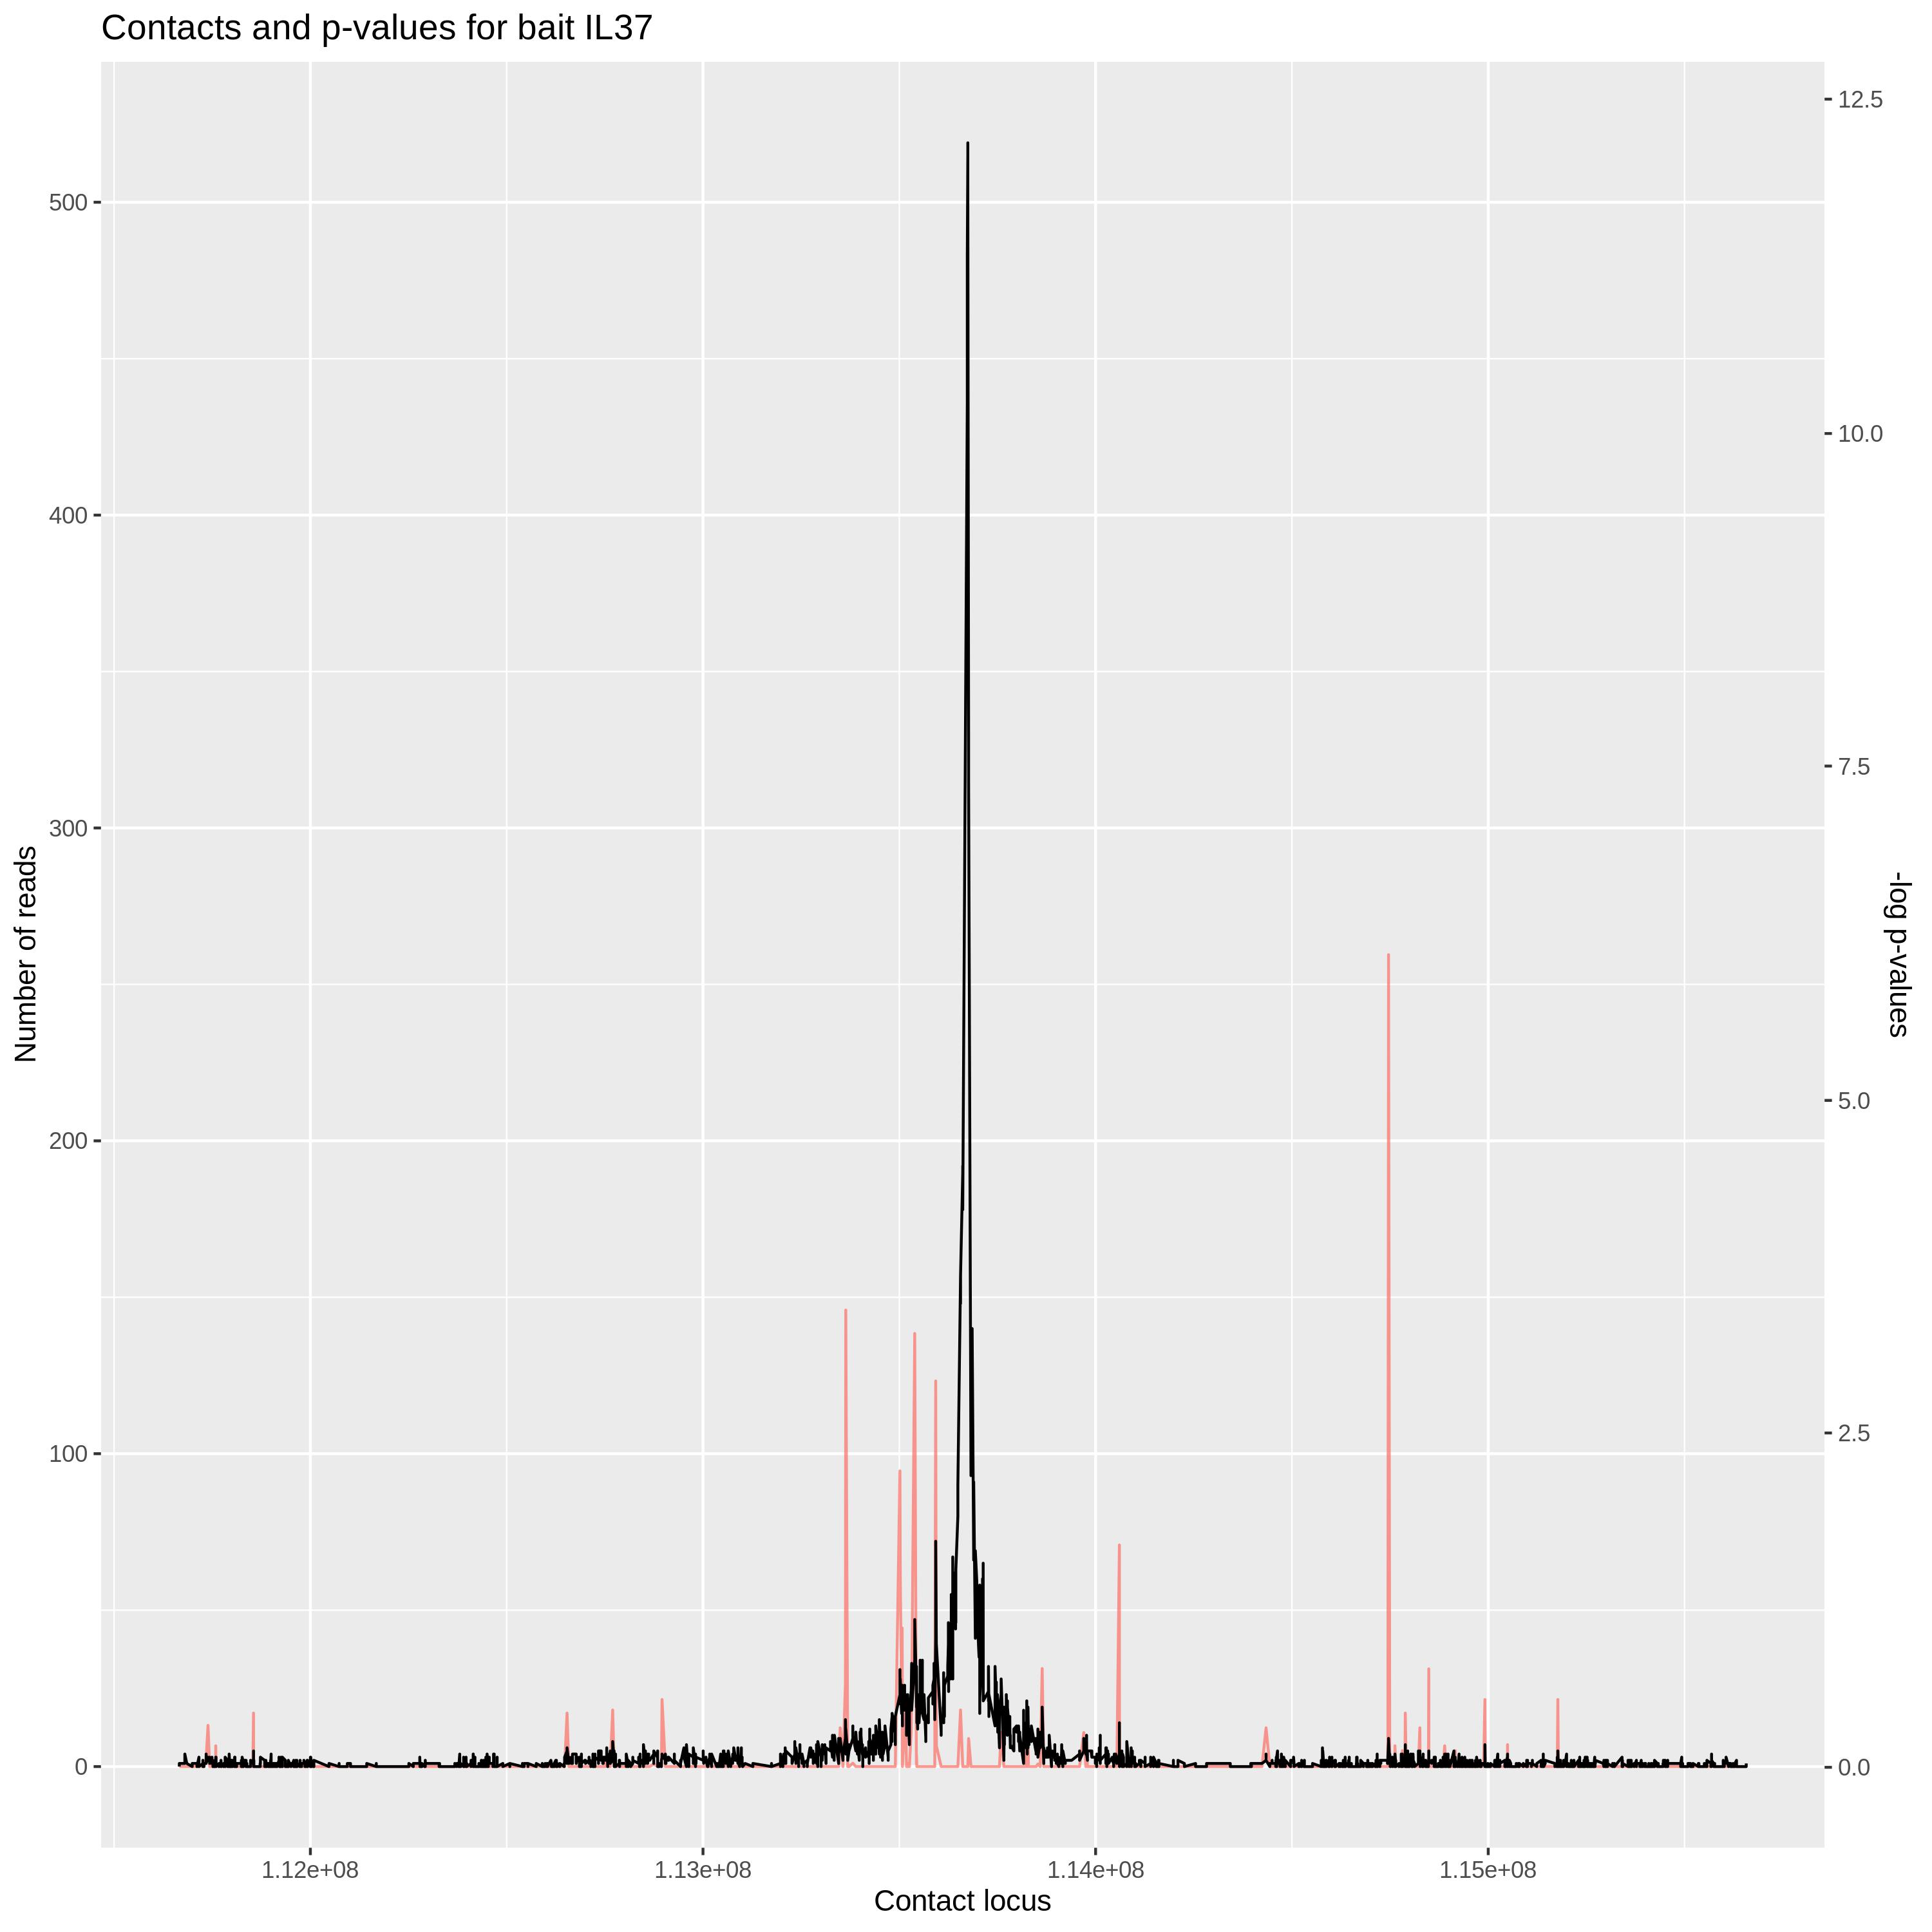 Contacts and p-values for bait IL37
Number of reads
500
400
300
200
100
0
12.5
10.0
7.5
5.0
2.5
0.0
-log p-values
1.12e+08
1.13e+08
1.14e+08
1.15e+08
Contact locus